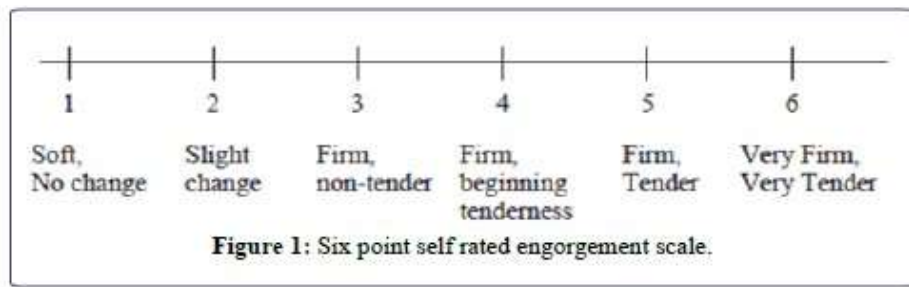 1 2 3 4 5 6
Soft, Slight Firm, Firm, Firm, Very Firm,
No change change non-tender beginning Tender Very Tender
tenderness
Figure 1: Six point self rated engorgement scale.